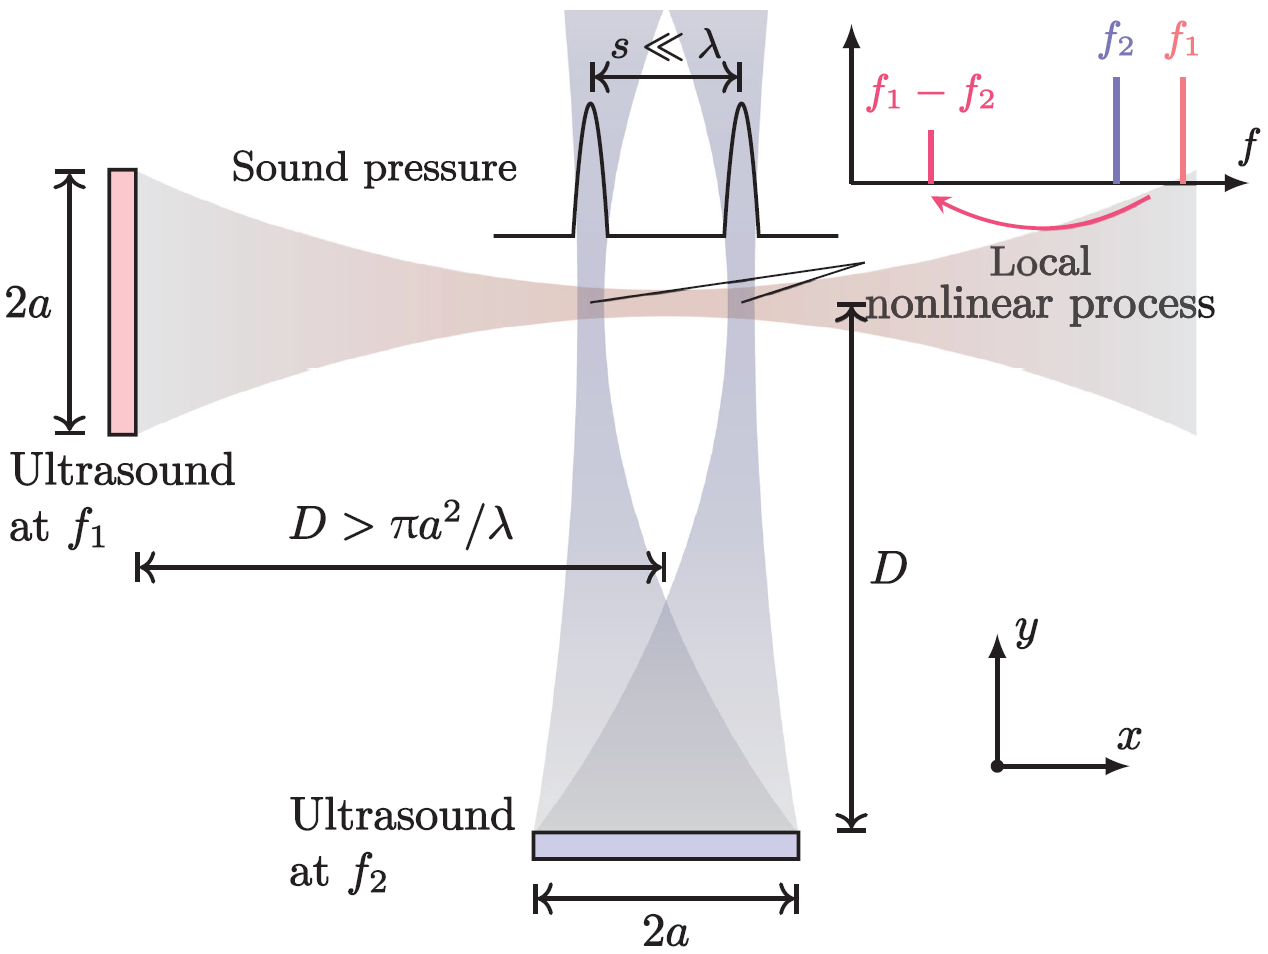 s ≪ λ
f₂ f₁
f₁ − f₂
f
Sound pressure
2a
Local
nonlinear process
Ultrasound
at f₁
D > πa²/λ
D
y
x
Ultrasound
at f₂
2a